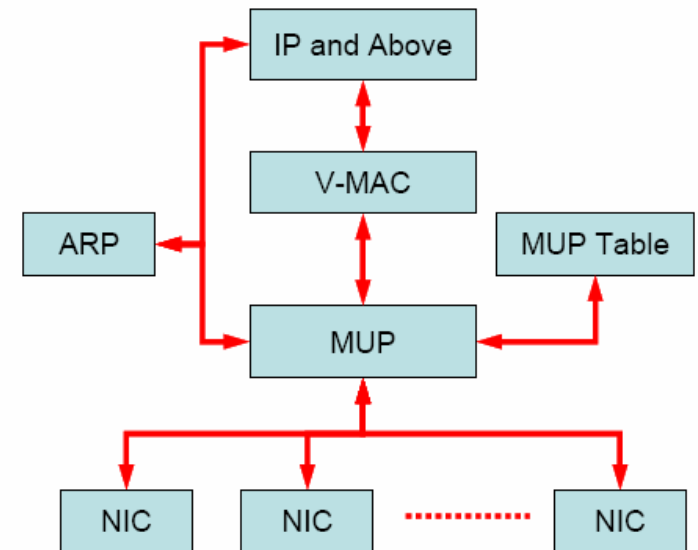 IP and Above
V-MAC
ARP
MUP Table
MUP
NIC
NIC
NIC